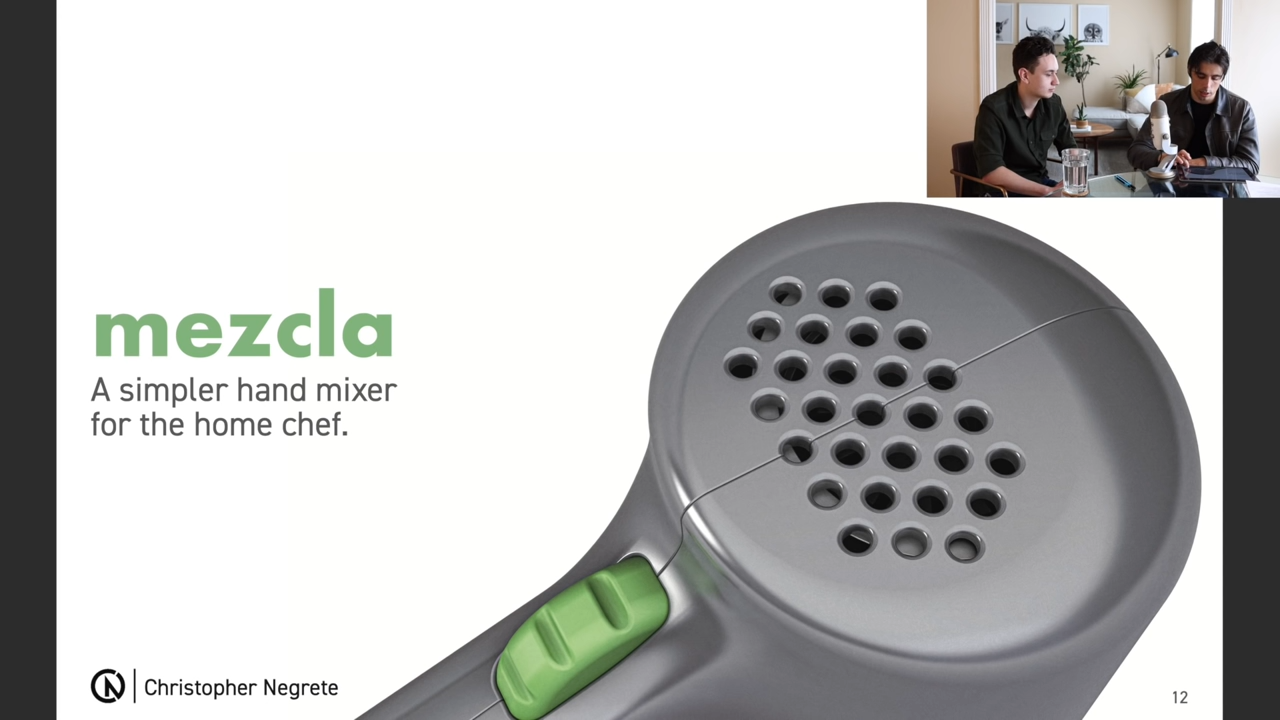 mezcla
A simpler hand mixer
for the home chef.
Christopher Negrete
12